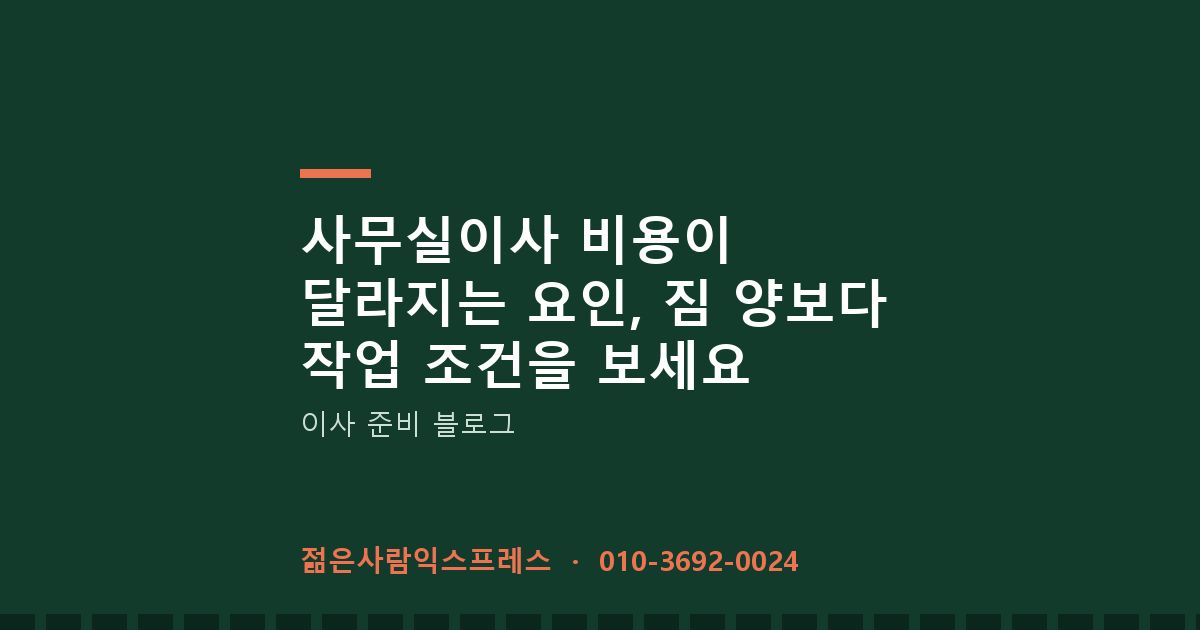 사무실이사 비용이
달라지는 요인, 짐 양보다
작업 조건을 보세요
이사 준비 블로그
젊은사람익스프레스 · 010-3692-0024